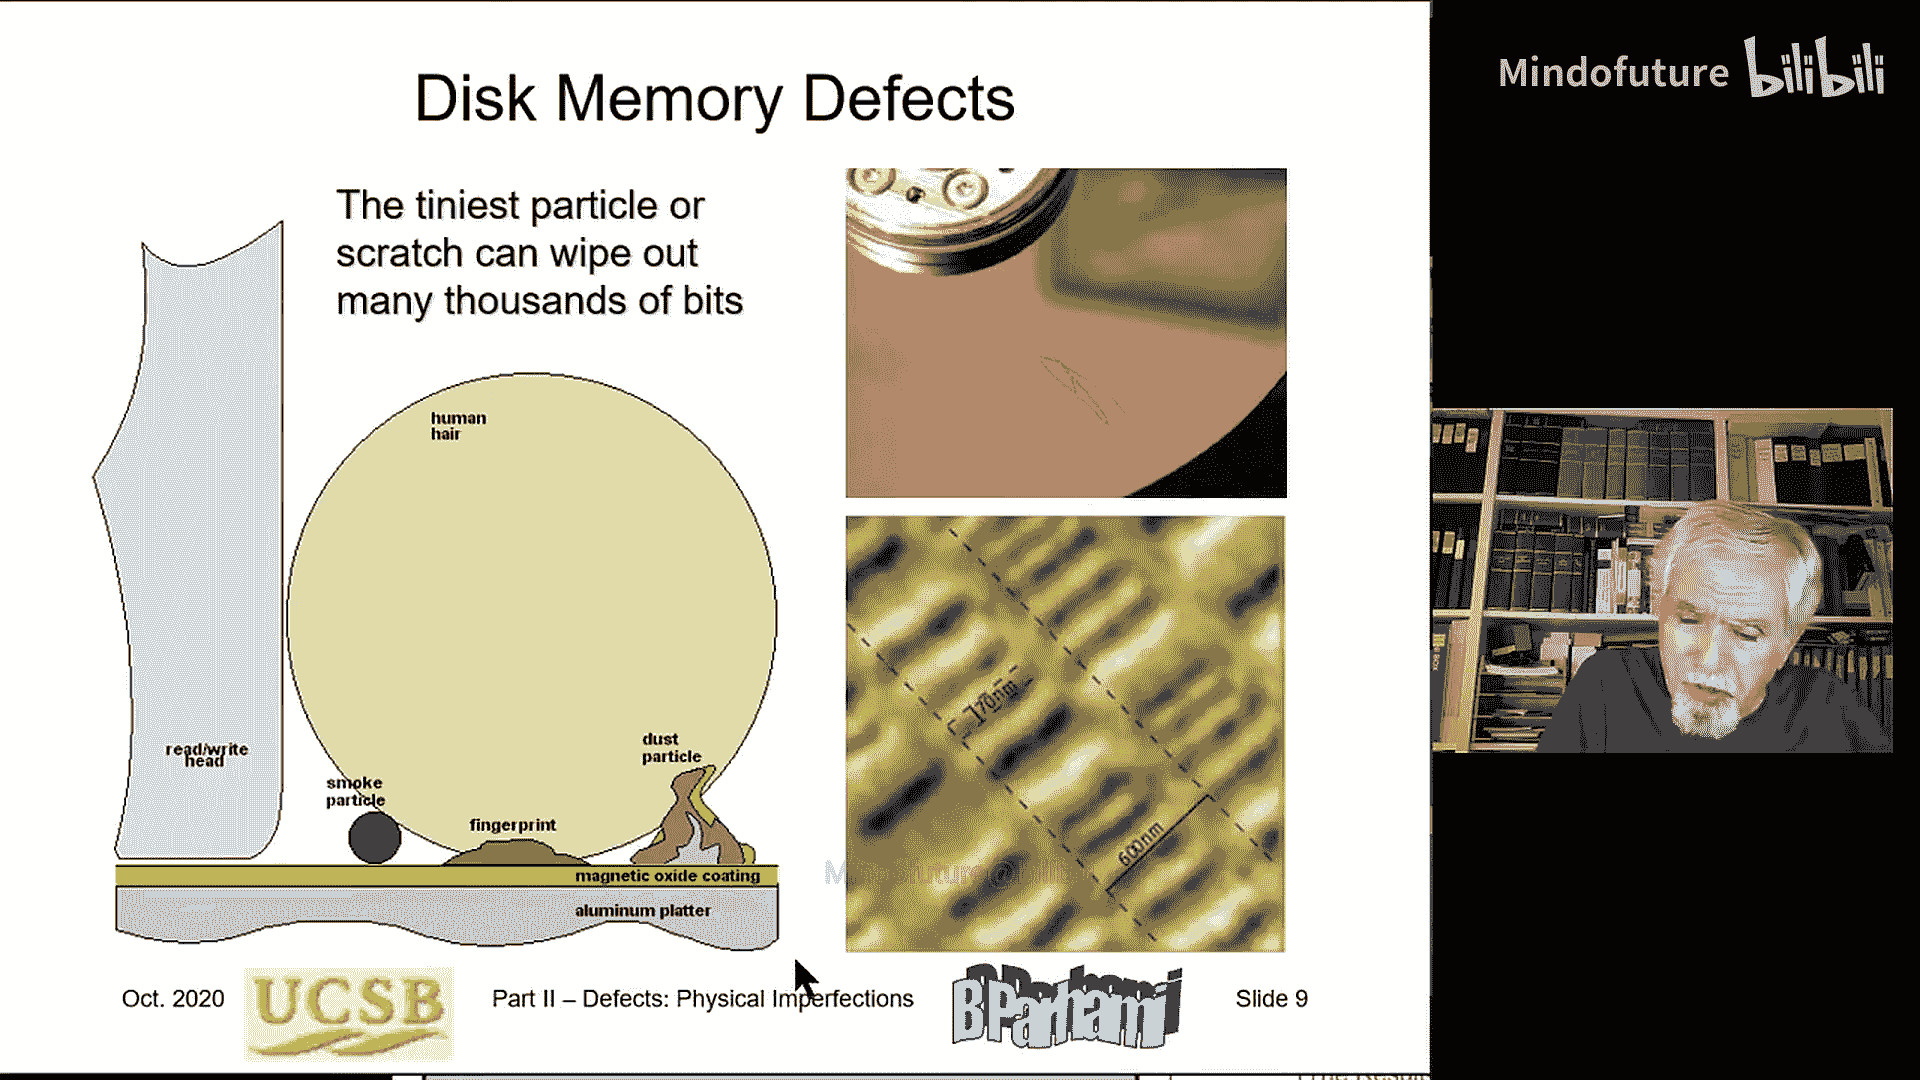 Disk Memory Defects
Mindofuture bilibili
The tiniest particle or
scratch can wipe out
many thousands of bits
human
hair
read/write
head
smoke
particle
fingerprint
dust
particle
magnetic oxide coating
aluminum platter
170nm
600nm
Oct. 2020
UCSB
Part II – Defects: Physical Imperfections
B Parhami
Slide 9